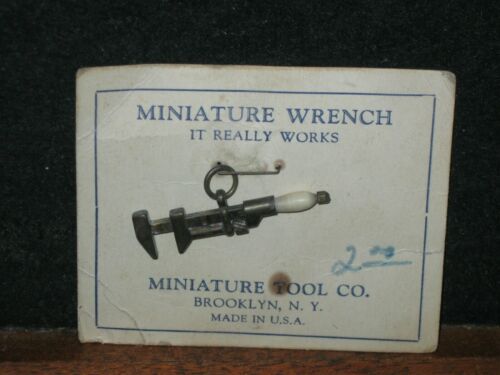 MINIATURE WRENCH
IT REALLY WORKS
2.00
MINIATURE TOOL CO.
BROOKLYN, N. Y.
MADE IN U.S.A.